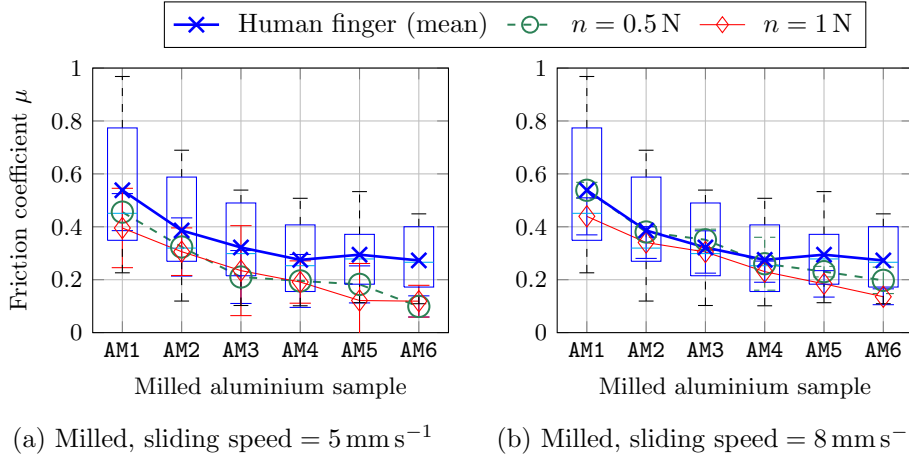 Human finger (mean) n = 0.5 N n = 1 N
1 1
0.8 0.8
0.6 0.6
0.4 0.4
0.2 0.2
0 0
Friction coefficient μ
AM1 AM2 AM3 AM4 AM5 AM6 AM1 AM2 AM3 AM4 AM5 AM6
Milled aluminium sample Milled aluminium sample
(a) Milled, sliding speed = 5 mm s⁻¹ (b) Milled, sliding speed = 8 mm s⁻